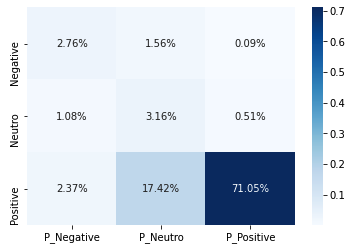 0.7
Negative 2.76% 1.56% 0.09%
0.6
0.5
Neutro 1.08% 3.16% 0.51%
0.4
0.3
Positive 2.37% 17.42% 71.05%
0.2
0.1
P_Negative P_Neutro P_Positive